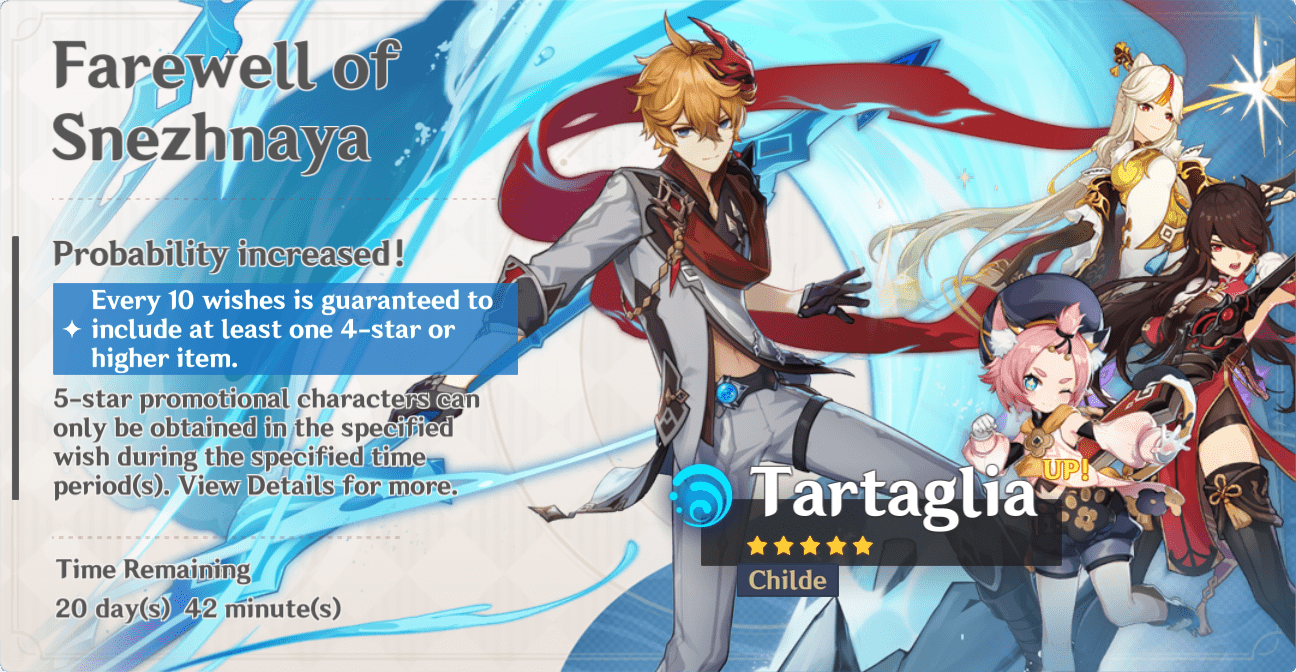 Farewell of
Snezhnaya
Probability increased!
Every 10 wishes is guaranteed to
✦ include at least one 4-star or
higher item.
5-star promotional characters can
only be obtained in the specified
wish during the specified time
period(s). View Details for more.
Time Remaining
20 day(s) 42 minute(s)
UP!
Tartaglia
Childe